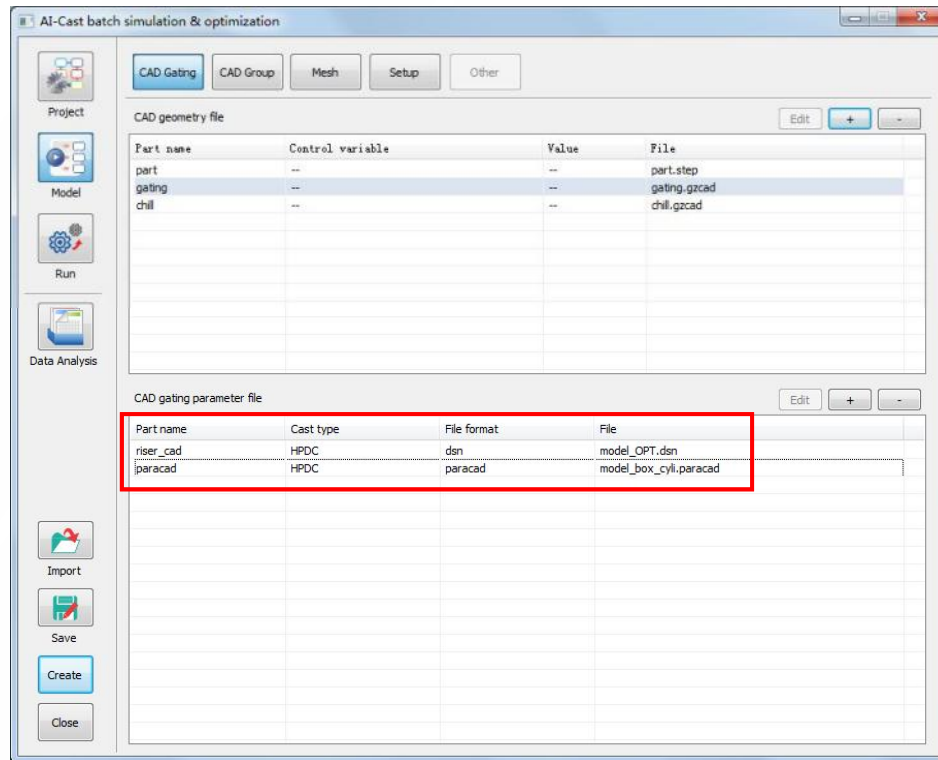 AI-Cast batch simulation & optimization
Project
Model
Run
Data Analysis
Import
Save
Create
Close
CAD Gating CAD Group Mesh Setup Other
CAD geometry file Edit + -
Part name Control variable Value File
part -- -- part.step
gating -- -- gating.gzcad
chill -- -- chill.gzcad
CAD gating parameter file Edit + -
Part name Cast type File format File
riser_cad HPDC dsn model_OPT.dsn
paracad HPDC paracad model_box_cyli.paracad